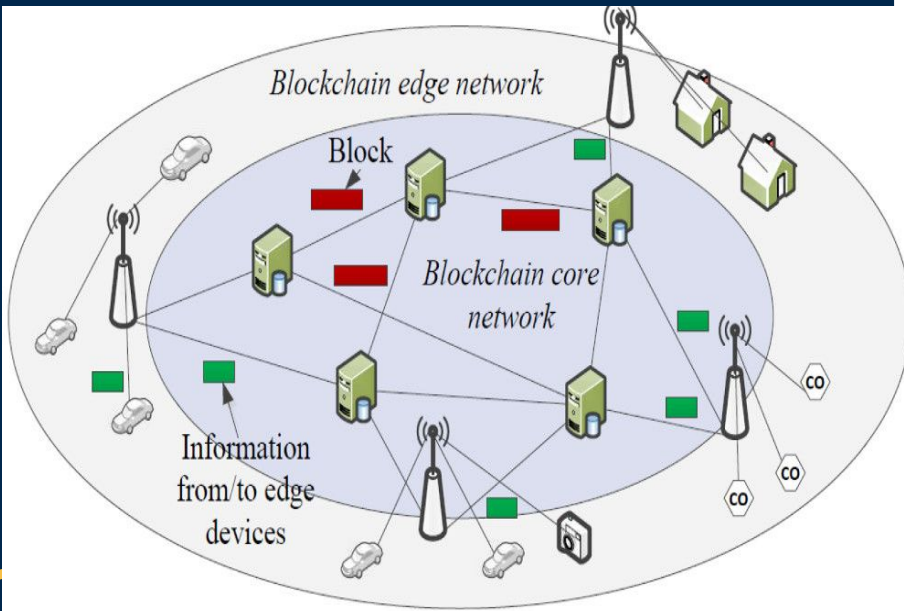 Blockchain edge network
Block
Blockchain core
network
Information
from/to edge
devices
CO
CO
CO